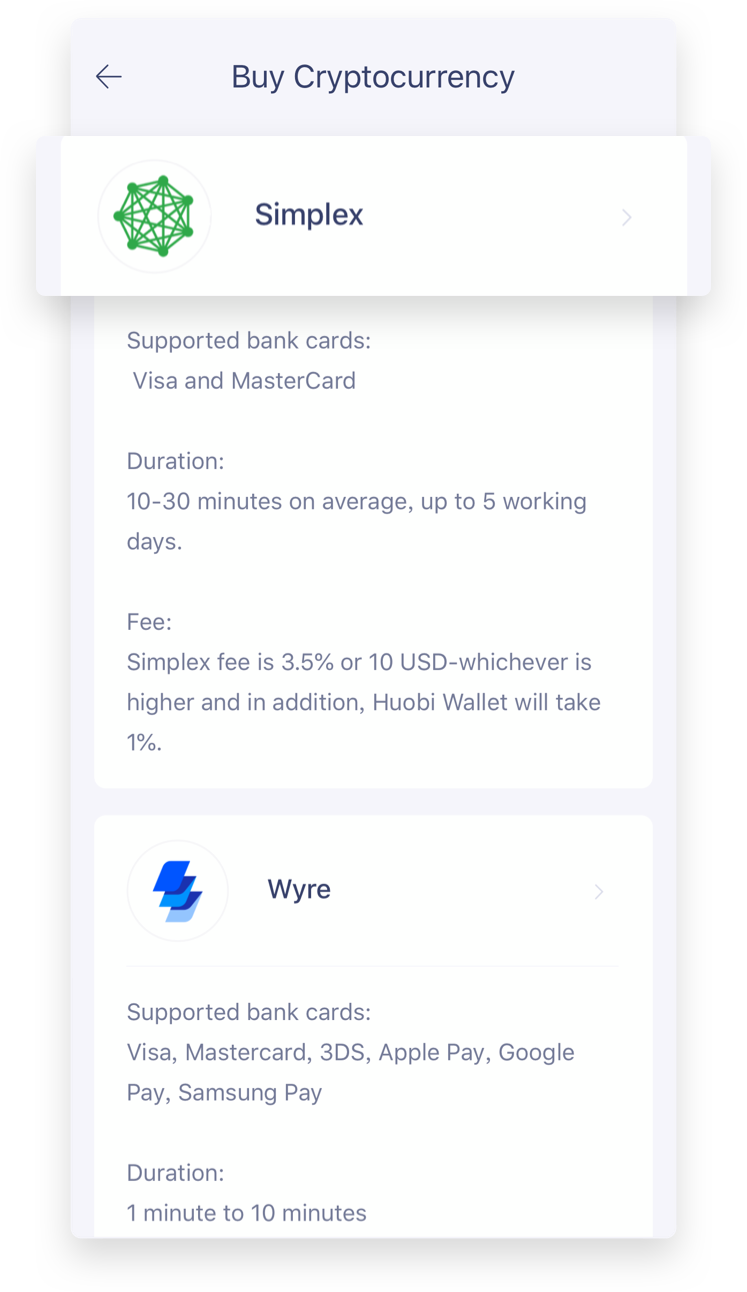 Buy Cryptocurrency
Simplex
Supported bank cards:
Visa and MasterCard
Duration:
10-30 minutes on average, up to 5 working
days.
Fee:
Simplex fee is 3.5% or 10 USD-whichever is
higher and in addition, Huobi Wallet will take
1%.
Wyre
Supported bank cards:
Visa, Mastercard, 3DS, Apple Pay, Google
Pay, Samsung Pay
Duration:
1 minute to 10 minutes